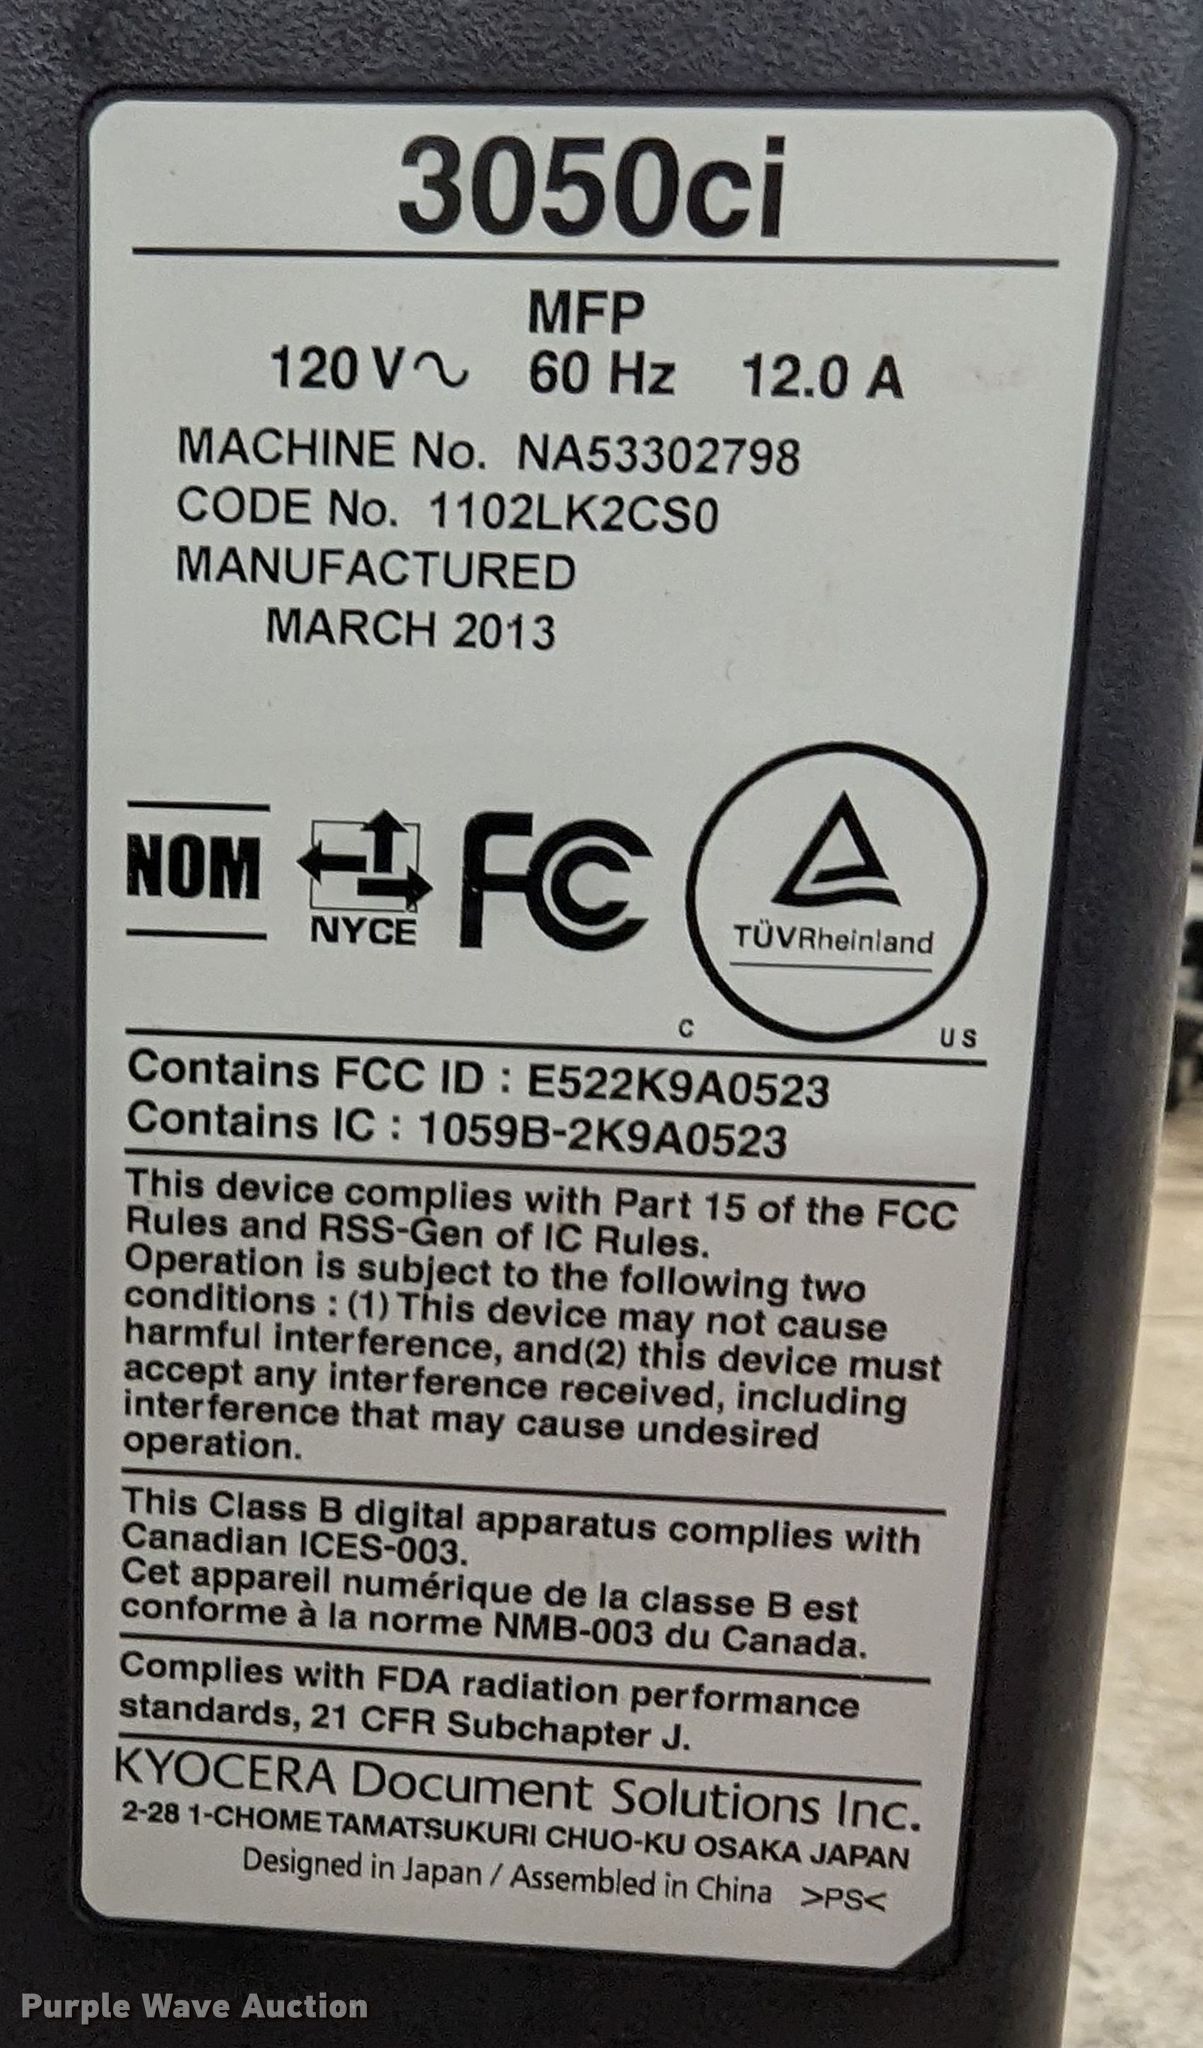 3050ci
MFP
120 V∿ 60 Hz 12.0 A
MACHINE No. NA53302798
CODE No. 1102LK2CS0
MANUFACTURED
MARCH 2013
NOM
NYCE
FC
TÜVRheinland
C US
Contains FCC ID : E522K9A0523
Contains IC : 1059B-2K9A0523
This device complies with Part 15 of the FCC
Rules and RSS-Gen of IC Rules.
Operation is subject to the following two
conditions : (1) This device may not cause
harmful interference, and(2) this device must
accept any interference received, including
interference that may cause undesired
operation.
This Class B digital apparatus complies with
Canadian ICES-003.
Cet appareil numérique de la classe B est
conforme à la norme NMB-003 du Canada.
Complies with FDA radiation performance
standards, 21 CFR Subchapter J.
KYOCERA Document Solutions Inc.
2-28 1-CHOME TAMATSUKURI CHUO-KU OSAKA JAPAN
Designed in Japan / Assembled in China >PS<
Purple Wave Auction